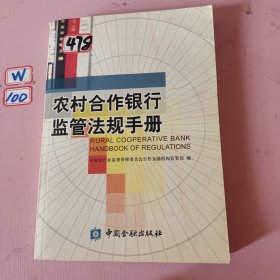 478
W
100
农村合作银行
监管法规手册
RURAL COOPERATIVE BANK
HANDBOOK OF REGULATIONS
中国银行业监督管理委员会合作金融机构监管部 编
中国金融出版社